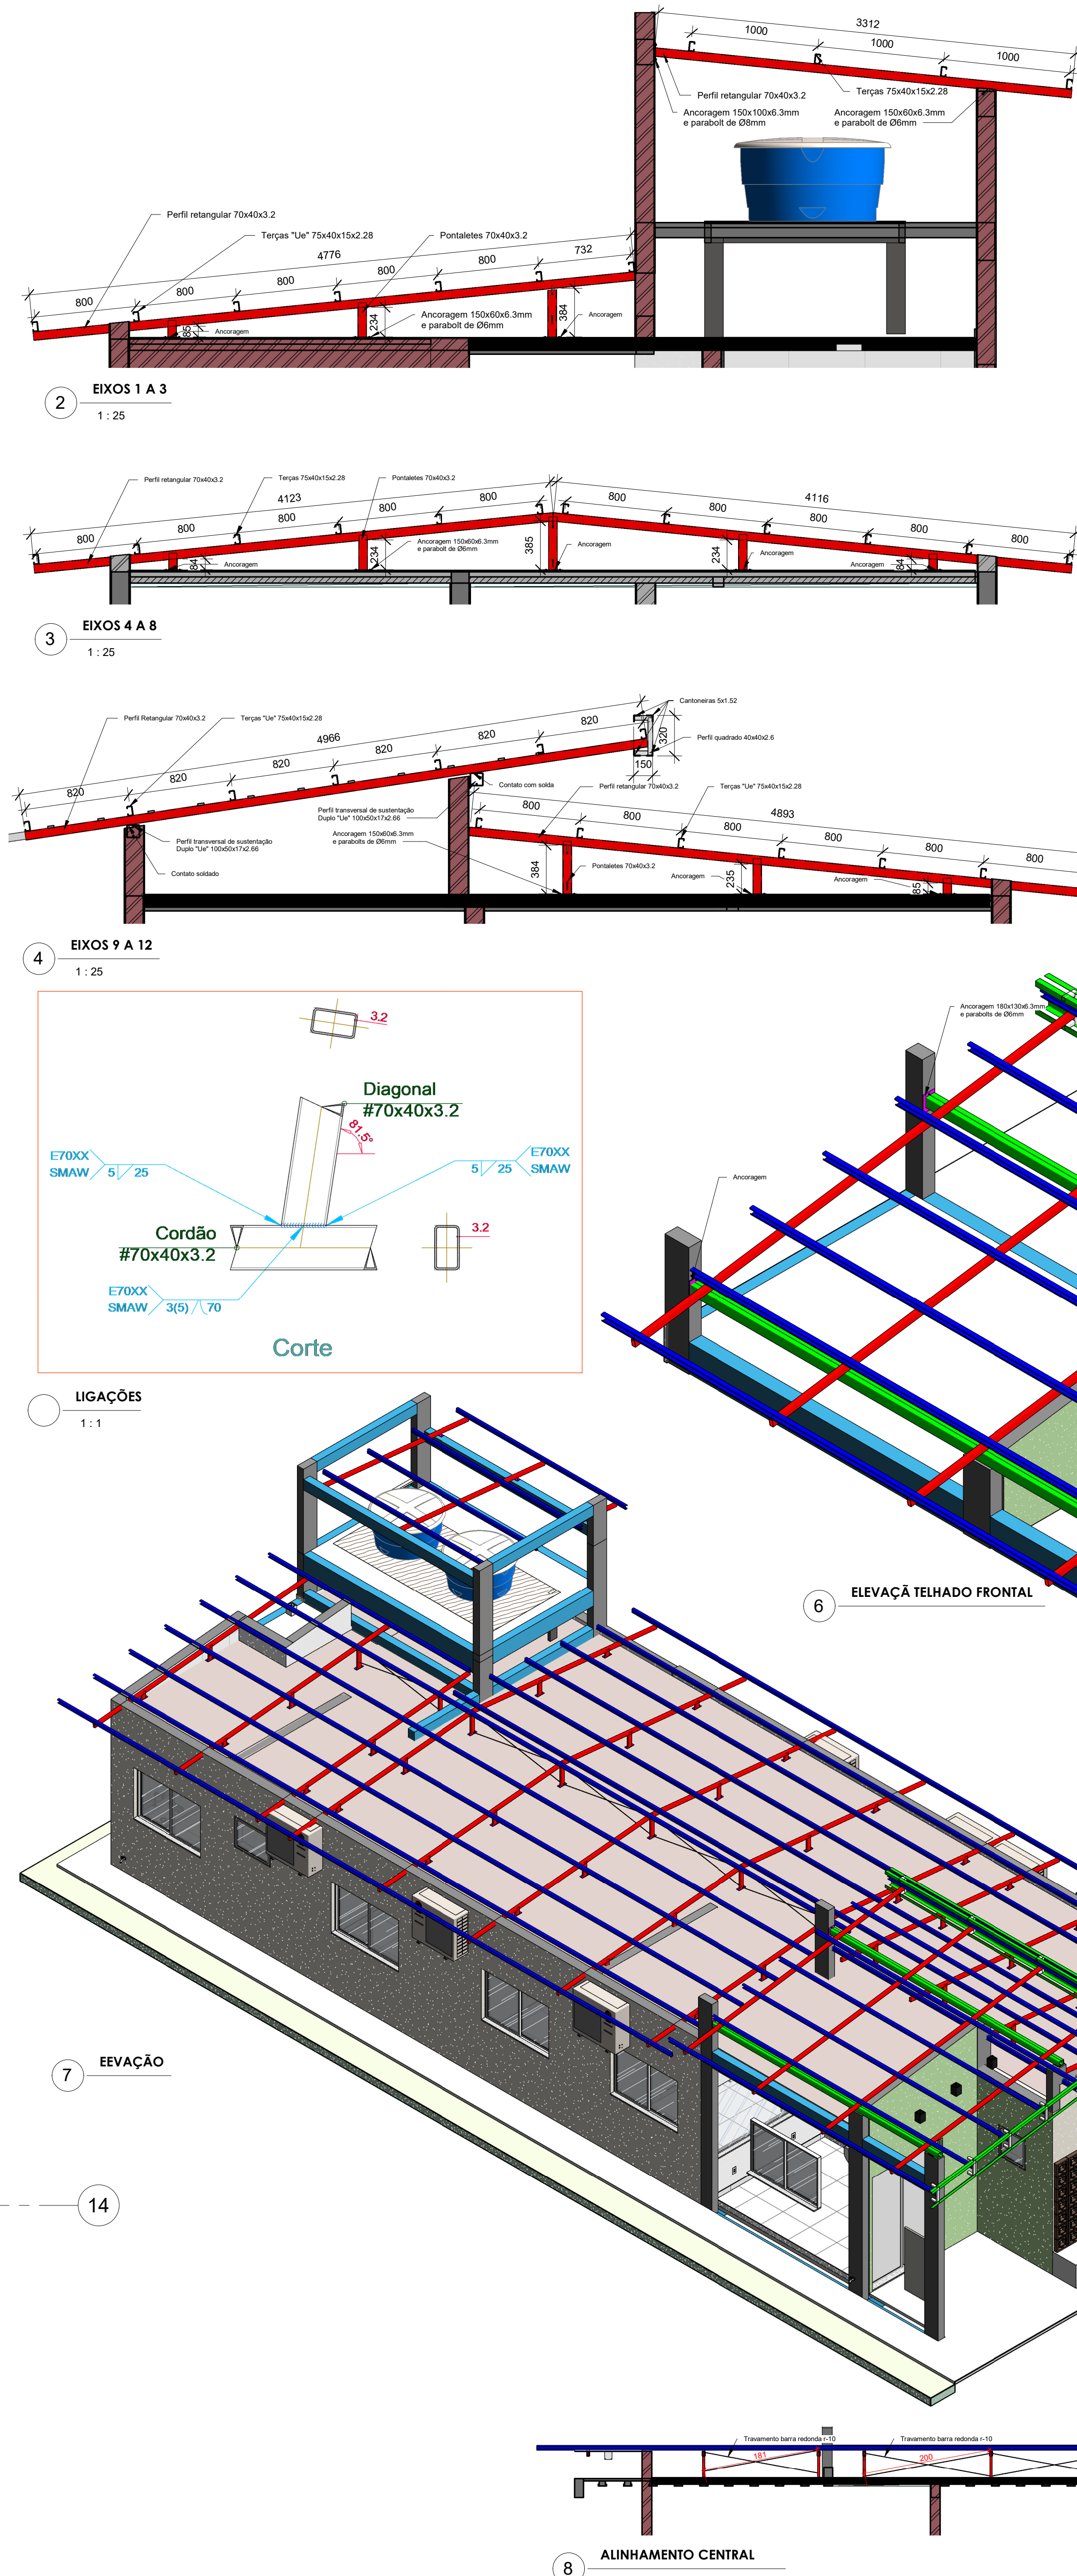 3312
1000
1000
1000
Perfil retangular 70x40x3.2
Terças 75x40x15x2.28
Ancoragem 150x100x6.3mm
e parabolt de Ø8mm
Ancoragem 150x60x6.3mm
e parabolt de Ø6mm
Perfil retangular 70x40x3.2
Terças "Ue" 75x40x15x2.28
Pontaletes 70x40x3.2
4776
732
800
800
800
800
800
85
Ancoragem
234
Ancoragem 150x60x6.3mm
e parabolt de Ø6mm
384
Ancoragem
2
EIXOS 1 A 3
1 : 25
Perfil retangular 70x40x3.2
Terças 75x40x15x2.28
Pontaletes 70x40x3.2
4123
4116
800
800
800
800
800
800
800
800
800
800
84
Ancoragem
234
Ancoragem 150x60x6.3mm
e parabolt de Ø6mm
385
Ancoragem
234
Ancoragem
Ancoragem
84
3
EIXOS 4 A 8
1 : 25
Perfil Retangular 70x40x3.2
Terças "Ue" 75x40x15x2.28
Cantoneiras 5x1.52
4966
820
820
820
820
820
820
320
Perfil quadrado 40x40x2.6
150
Contato com solda
Perfil retangular 70x40x3.2
Terças "Ue" 75x40x15x2.28
Perfil transversal de sustentação
Duplo "Ue" 100x50x17x2.66
4893
800
800
800
800
800
800
Perfil transversal de sustentação
Duplo "Ue" 100x50x17x2.66
Ancoragem 150x60x6.3mm
e parabolts de Ø6mm
Contato soldado
384
Pontaletes 70x40x3.2
Ancoragem
235
Ancoragem
85
4
EIXOS 9 A 12
1 : 25
3.2
Diagonal
#70x40x3.2
81.5°
E70XX
SMAW
5
25
5
25
E70XX
SMAW
Cordão
#70x40x3.2
3.2
E70XX
SMAW
3(5)
70
Corte
LIGAÇÕES
1 : 1
Ancoragem 180x130x6.3mm
e parabolts de Ø6mm
Ancoragem
6
ELEVAÇÃ TELHADO FRONTAL
7
EEVAÇÃO
14
Travamento barra redonda r-10
Travamento barra redonda r-10
181
200
8
ALINHAMENTO CENTRAL